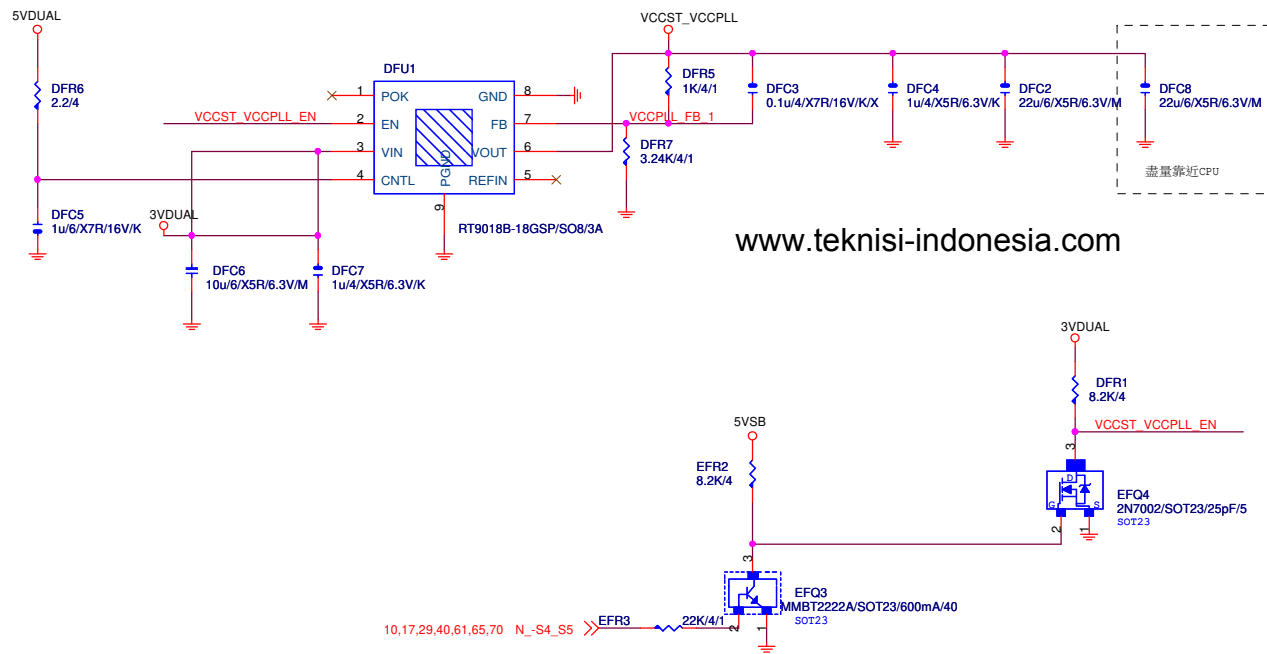 5VDUAL
DFR6
2.2/4
DFU1
1
POK
2
EN
3
VIN
4
CNTL
GND
8
FB
7
VOUT
6
REFIN
5
PGND
9
RT9018B-18GSP/SO8/3A
VCCST_VCCPLL_EN
DFC5
1u/6/X7R/16V/K
3VDUAL
DFC6
10u/6/X5R/6.3V/M
DFC7
1u/4/X5R/6.3V/K
VCCST_VCCPLL
DFR5
1K/4/1
VCCPLL_FB_1
DFR7
3.24K/4/1
DFC3
0.1u/4/X7R/16V/K/X
DFC4
1u/4/X5R/6.3V/K
DFC2
22u/6/X5R/6.3V/M
DFC8
22u/6/X5R/6.3V/M
盡量靠近CPU
www.teknisi-indonesia.com
3VDUAL
DFR1
8.2K/4
VCCST_VCCPLL_EN
3
D
G
S
2
1
EFQ4
2N7002/SOT23/25pF/5
SOT23
5VSB
EFR2
8.2K/4
3
EFQ3
MMBT2222A/SOT23/600mA/40
SOT23
2
1
10,17,29,40,61,65,70 N_-S4_S5
EFR3
22K/4/1